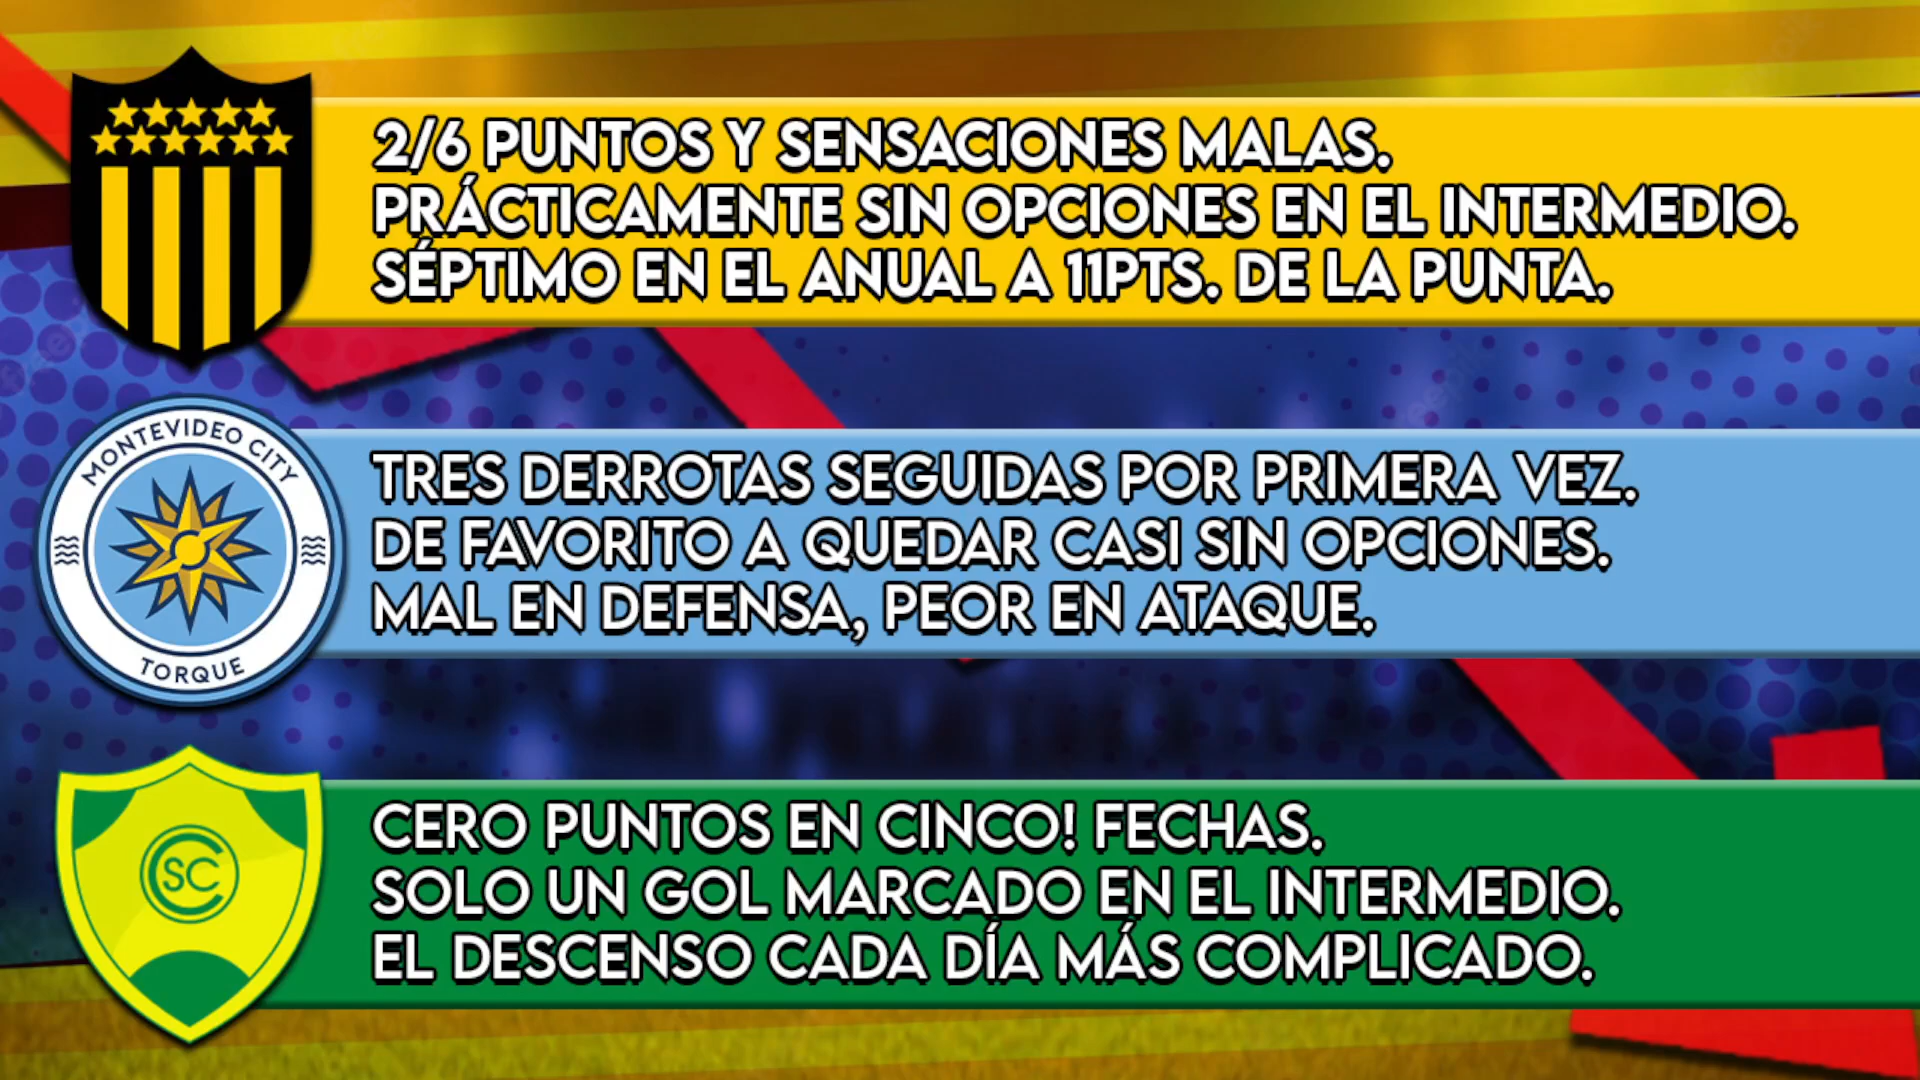 2/6 PUNTOS Y SENSACIONES MALAS.
PRÁCTICAMENTE SIN OPCIONES EN EL INTERMEDIO.
SÉPTIMO EN EL ANUAL A 11PTS. DE LA PUNTA.
MONTEVIDEO CITY
TORQUE
TRES DERROTAS SEGUIDAS POR PRIMERA VEZ.
DE FAVORITO A QUEDAR CASI SIN OPCIONES.
MAL EN DEFENSA, PEOR EN ATAQUE.
CSC
CERO PUNTOS EN CINCO! FECHAS.
SOLO UN GOL MARCADO EN EL INTERMEDIO.
EL DESCENSO CADA DÍA MÁS COMPLICADO.